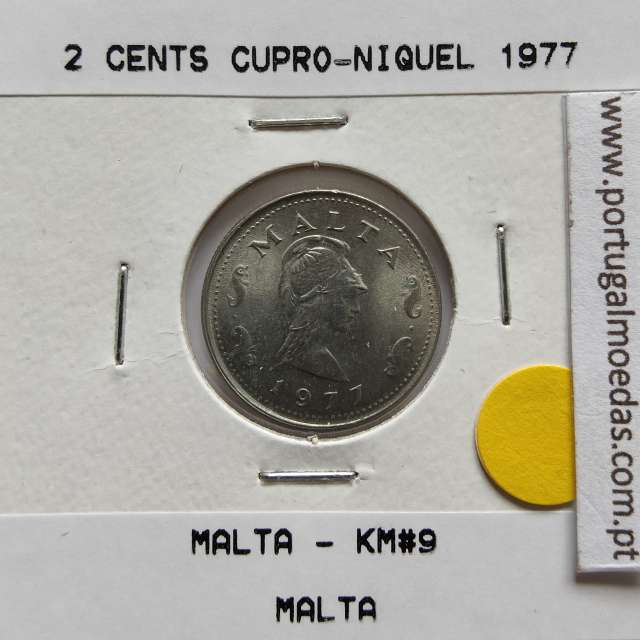 2 CENTS CUPRO-NIQUEL 1977
MALTA
1977
www.portugalmoedas.com.pt
MALTA - KM#9
MALTA